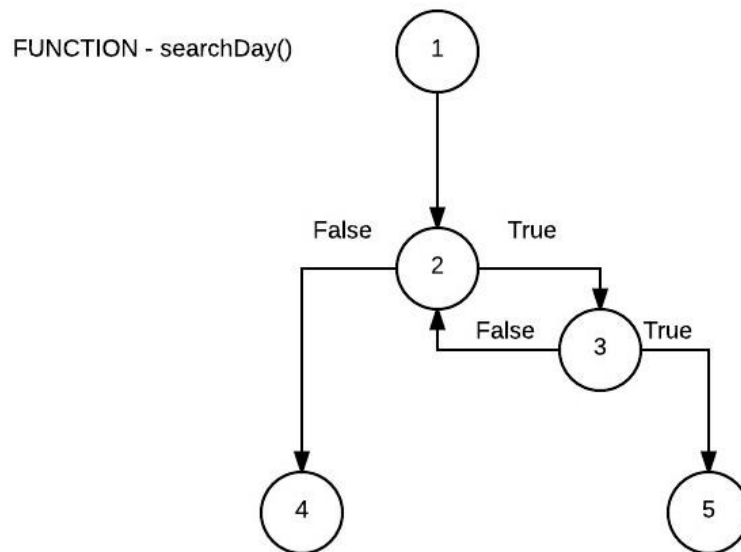 FUNCTION - searchDay()
1
False
True
2
False
3
True
4
5